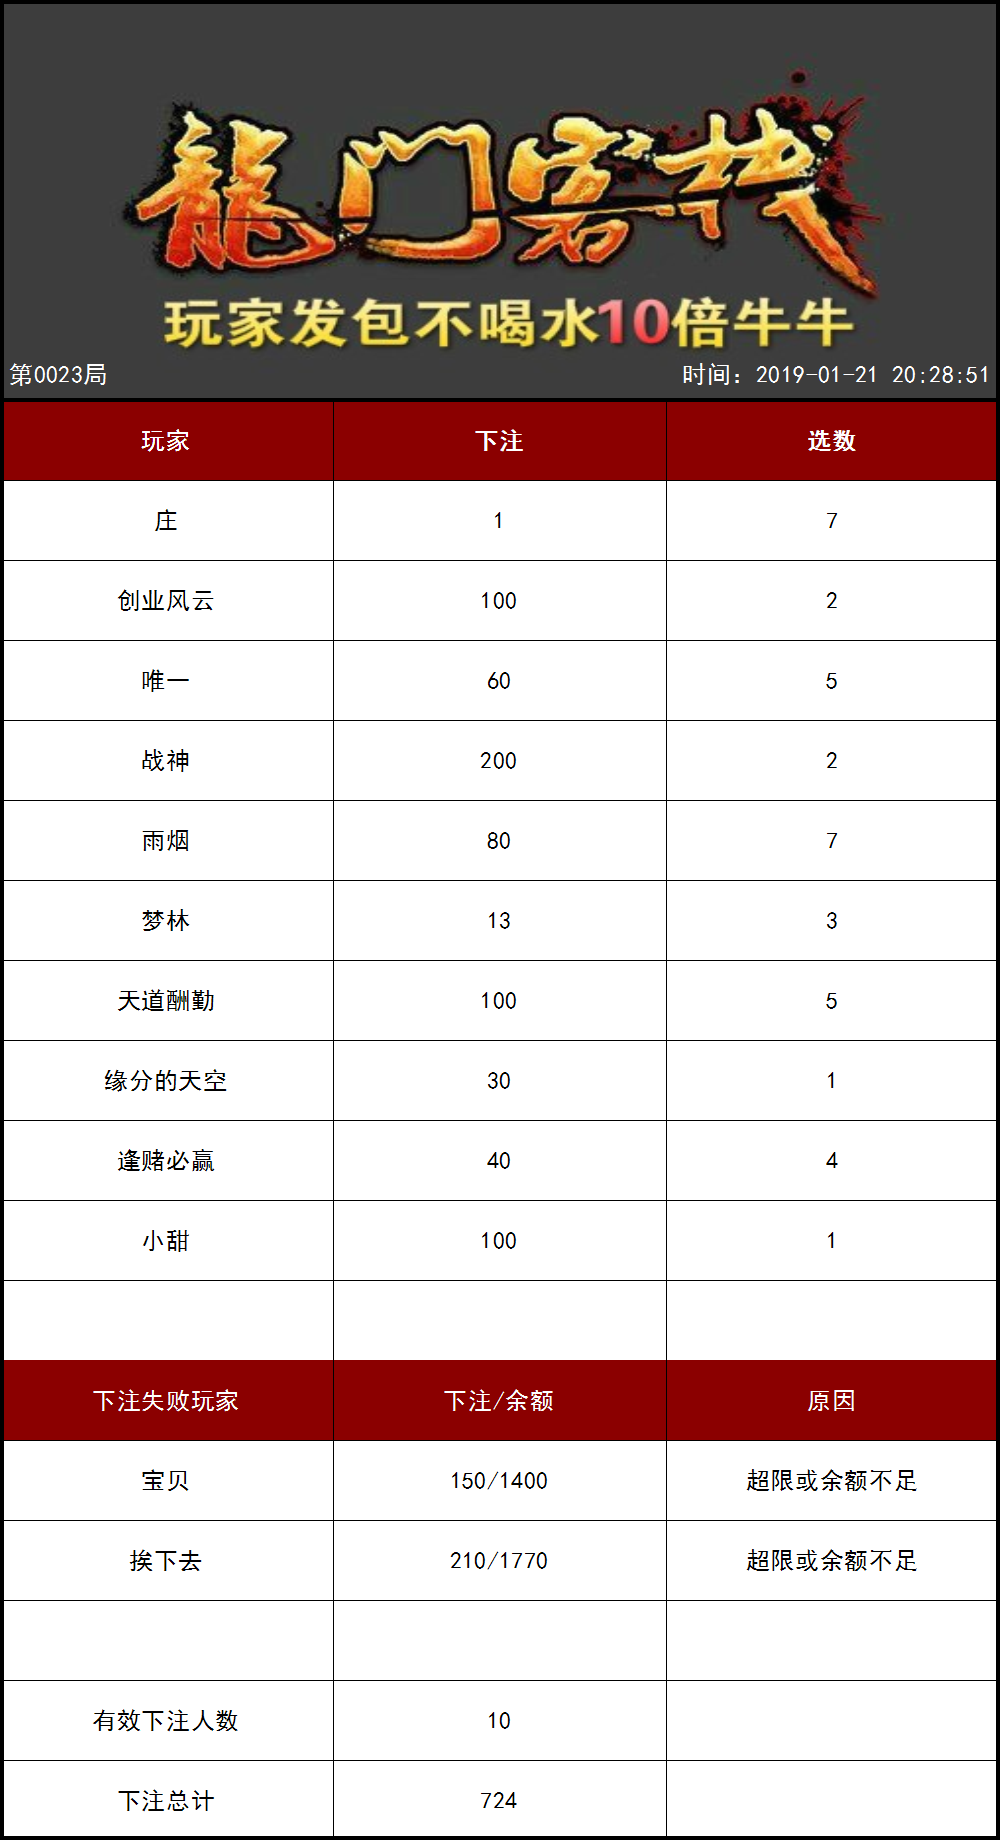 龍门客栈
玩家发包不喝水10倍牛牛
第0023局 时间：2019-01-21 20:28:51
玩家 下注 选数
庄 1 7
创业风云 100 2
唯一 60 5
战神 200 2
雨烟 80 7
梦林 13 3
天道酬勤 100 5
缘分的天空 30 1
逢赌必赢 40 4
小甜 100 1
下注失败玩家 下注/余额 原因
宝贝 150/1400 超限或余额不足
挨下去 210/1770 超限或余额不足
有效下注人数 10
下注总计 724